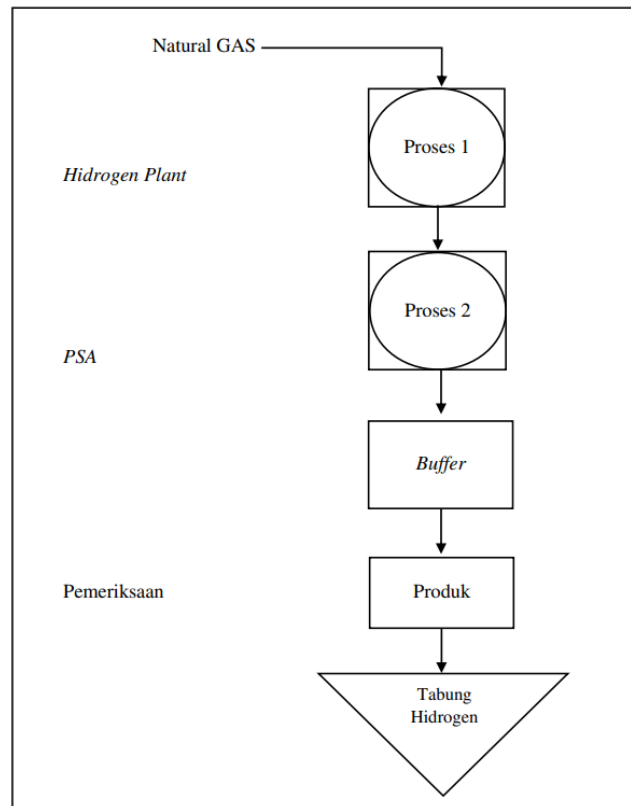 Natural GAS
Proses 1
Hidrogen Plant
Proses 2
PSA
Buffer
Pemeriksaan
Produk
Tabung
Hidrogen